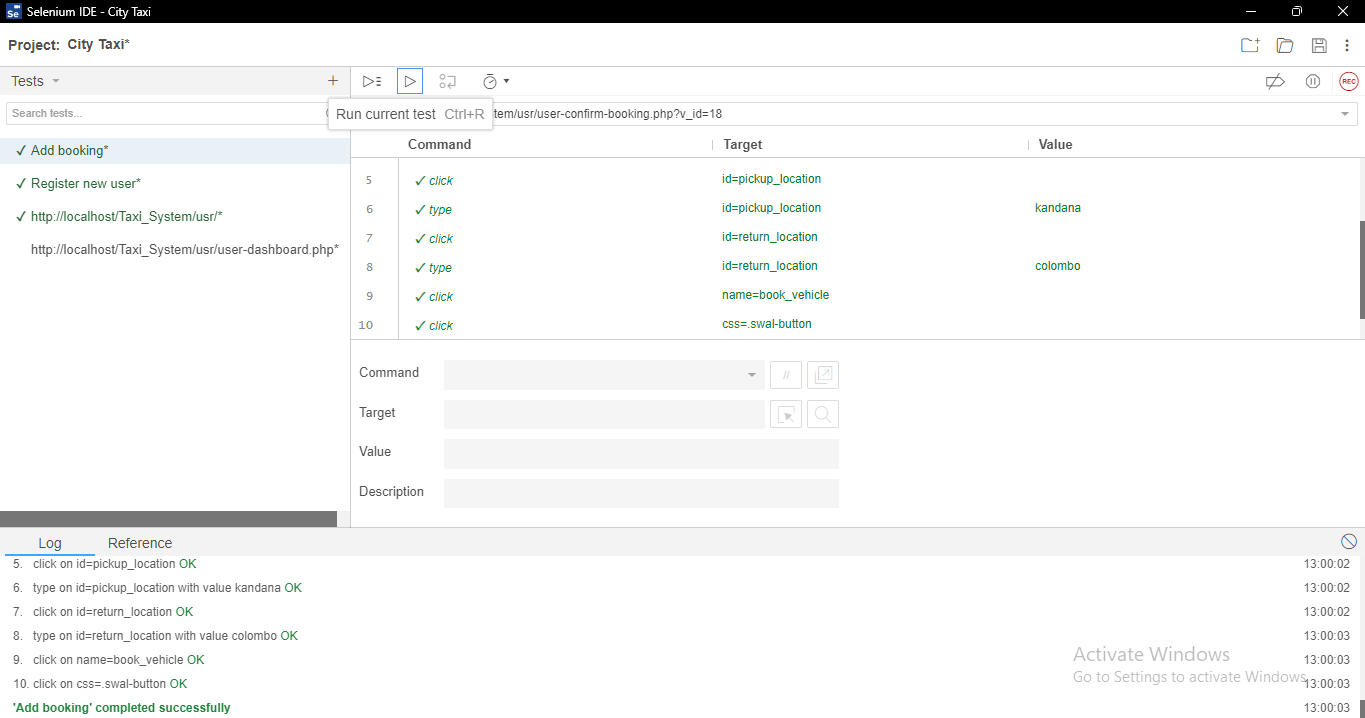 Se Selenium IDE - City Taxi
Project: City Taxi*
Tests
REC
Search tests...
Run current test Ctrl+R
tem/usr/user-confirm-booking.php?v_id=18
Command Target Value
✓ Add booking*
✓ Register new user*
✓ http://localhost/Taxi_System/usr/*
http://localhost/Taxi_System/usr/user-dashboard.php*
5 ✓ click id=pickup_location
6 ✓ type id=pickup_location kandana
7 ✓ click id=return_location
8 ✓ type id=return_location colombo
9 ✓ click name=book_vehicle
10 ✓ click css=.swal-button
Command //
Target
Value
Description
Log Reference
5. click on id=pickup_location OK 13:00:02
6. type on id=pickup_location with value kandana OK 13:00:02
7. click on id=return_location OK 13:00:02
8. type on id=return_location with value colombo OK 13:00:03
9. click on name=book_vehicle OK 13:00:03
10. click on css=.swal-button OK 13:00:03
'Add booking' completed successfully 13:00:03
Activate Windows
Go to Settings to activate Windows.